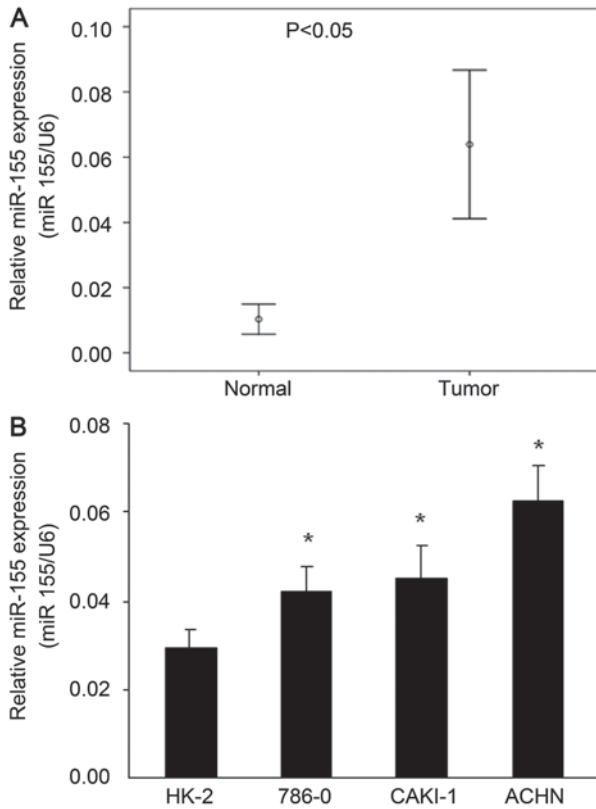 A
P<0.05
Relative miR-155 expression
(miR 155/U6)
0.10
0.08
0.06
0.04
0.02
0.00
Normal
Tumor
B
Relative miR-155 expression
(miR 155/U6)
0.08
0.06
0.04
0.02
0.00
*
*
*
HK-2
786-0
CAKI-1
ACHN